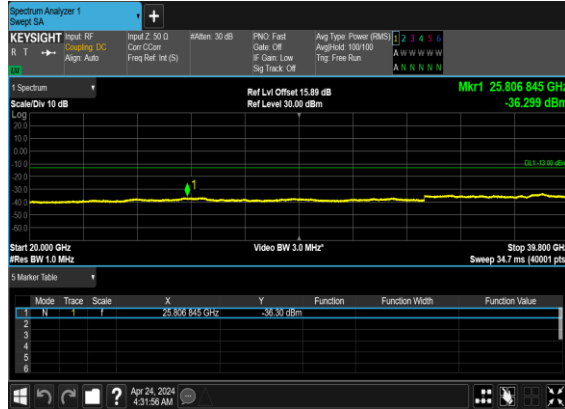 Spectrum Analyzer 1
Swept SA
+
KEYSIGHT Input: RF Input Z: 50 Ω #Atten: 30 dB PNO: Fast Avg Type: Power (RMS) 1 2 3 4 5 6
R T Coupling: DC Corr CCorr Gate: Off Avg|Hold: 100/100 A W W W W W
Align: Auto Freq Ref: Int (S) IF Gain: Low Trig: Free Run
Sig Track: Off A N N N N N
1 Spectrum Ref Lvl Offset 15.89 dB Mkr1 25.806 845 GHz
Scale/Div 10 dB Ref Level 30.00 dBm -36.299 dBm
Log
20.0
10.0
0.00
-10.0 DL1 -13.00 dBm
-20.0
-30.0 1
-40.0
-50.0
-60.0
Start 20.000 GHz Video BW 3.0 MHz* Stop 39.800 GHz
#Res BW 1.0 MHz Sweep 34.7 ms (40001 pts)
5 Marker Table
Mode Trace Scale X Y Function Function Width Function Value
1 N 1 f 25.806 845 GHz -36.30 dBm
2
3
4
5
6
? Apr 24, 2024
4:31:56 AM